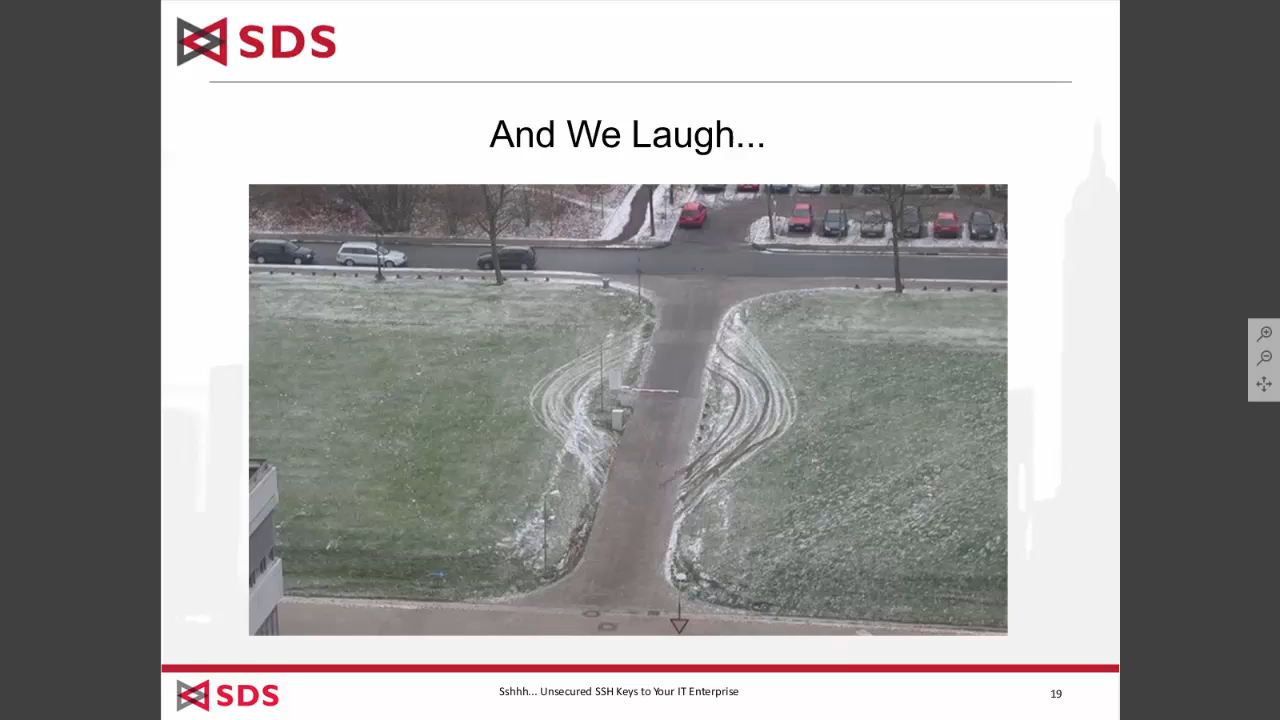 SDS
And We Laugh...
SDS
Sshhh... Unsecured SSH Keys to Your IT Enterprise
19